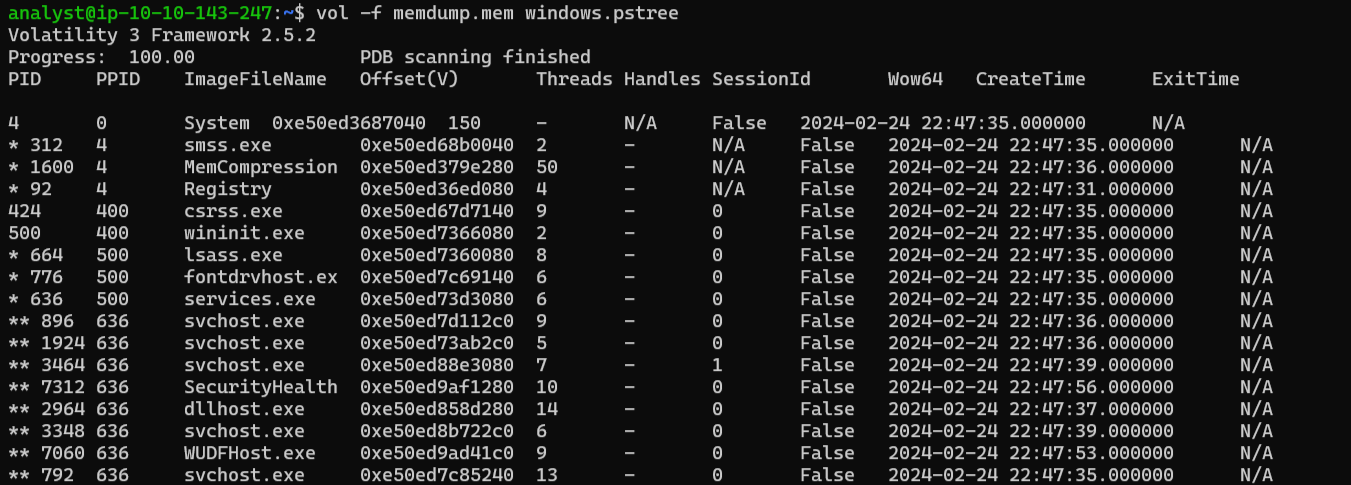 analyst@ip-10-10-143-247:~$ vol -f memdump.mem windows.pstree
Volatility 3 Framework 2.5.2
Progress:  100.00               PDB scanning finished
PID     PPID    ImageFileName   Offset(V)       Threads Handles SessionId       Wow64   CreateTime      ExitTime
4       0       System  0xe50ed3687040  150     -       N/A     False   2024-02-24 22:47:35.000000      N/A
* 312   4       smss.exe        0xe50ed68b0040  2       -       N/A     False   2024-02-24 22:47:35.000000      N/A
* 1600  4       MemCompression  0xe50ed379e280  50      -       N/A     False   2024-02-24 22:47:36.000000      N/A
* 92    4       Registry        0xe50ed36ed080  4       -       N/A     False   2024-02-24 22:47:31.000000      N/A
424     400     csrss.exe       0xe50ed67d7140  9       -       0       False   2024-02-24 22:47:35.000000      N/A
500     400     wininit.exe     0xe50ed7366080  2       -       0       False   2024-02-24 22:47:35.000000      N/A
* 664   500     lsass.exe       0xe50ed7360080  8       -       0       False   2024-02-24 22:47:35.000000      N/A
* 776   500     fontdrvhost.ex  0xe50ed7c69140  6       -       0       False   2024-02-24 22:47:35.000000      N/A
* 636   500     services.exe    0xe50ed73d3080  6       -       0       False   2024-02-24 22:47:35.000000      N/A
** 896  636     svchost.exe     0xe50ed7d112c0  9       -       0       False   2024-02-24 22:47:36.000000      N/A
** 1924 636     svchost.exe     0xe50ed73ab2c0  5       -       0       False   2024-02-24 22:47:36.000000      N/A
** 3464 636     svchost.exe     0xe50ed88e3080  7       -       1       False   2024-02-24 22:47:39.000000      N/A
** 7312 636     SecurityHealth  0xe50ed9af1280  10      -       0       False   2024-02-24 22:47:56.000000      N/A
** 2964 636     dllhost.exe     0xe50ed858d280  14      -       0       False   2024-02-24 22:47:37.000000      N/A
** 3348 636     svchost.exe     0xe50ed8b722c0  6       -       0       False   2024-02-24 22:47:39.000000      N/A
** 7060 636     WUDFHost.exe    0xe50ed9ad41c0  9       -       0       False   2024-02-24 22:47:53.000000      N/A
** 792  636     svchost.exe     0xe50ed7c85240  13      -       0       False   2024-02-24 22:47:35.000000      N/A